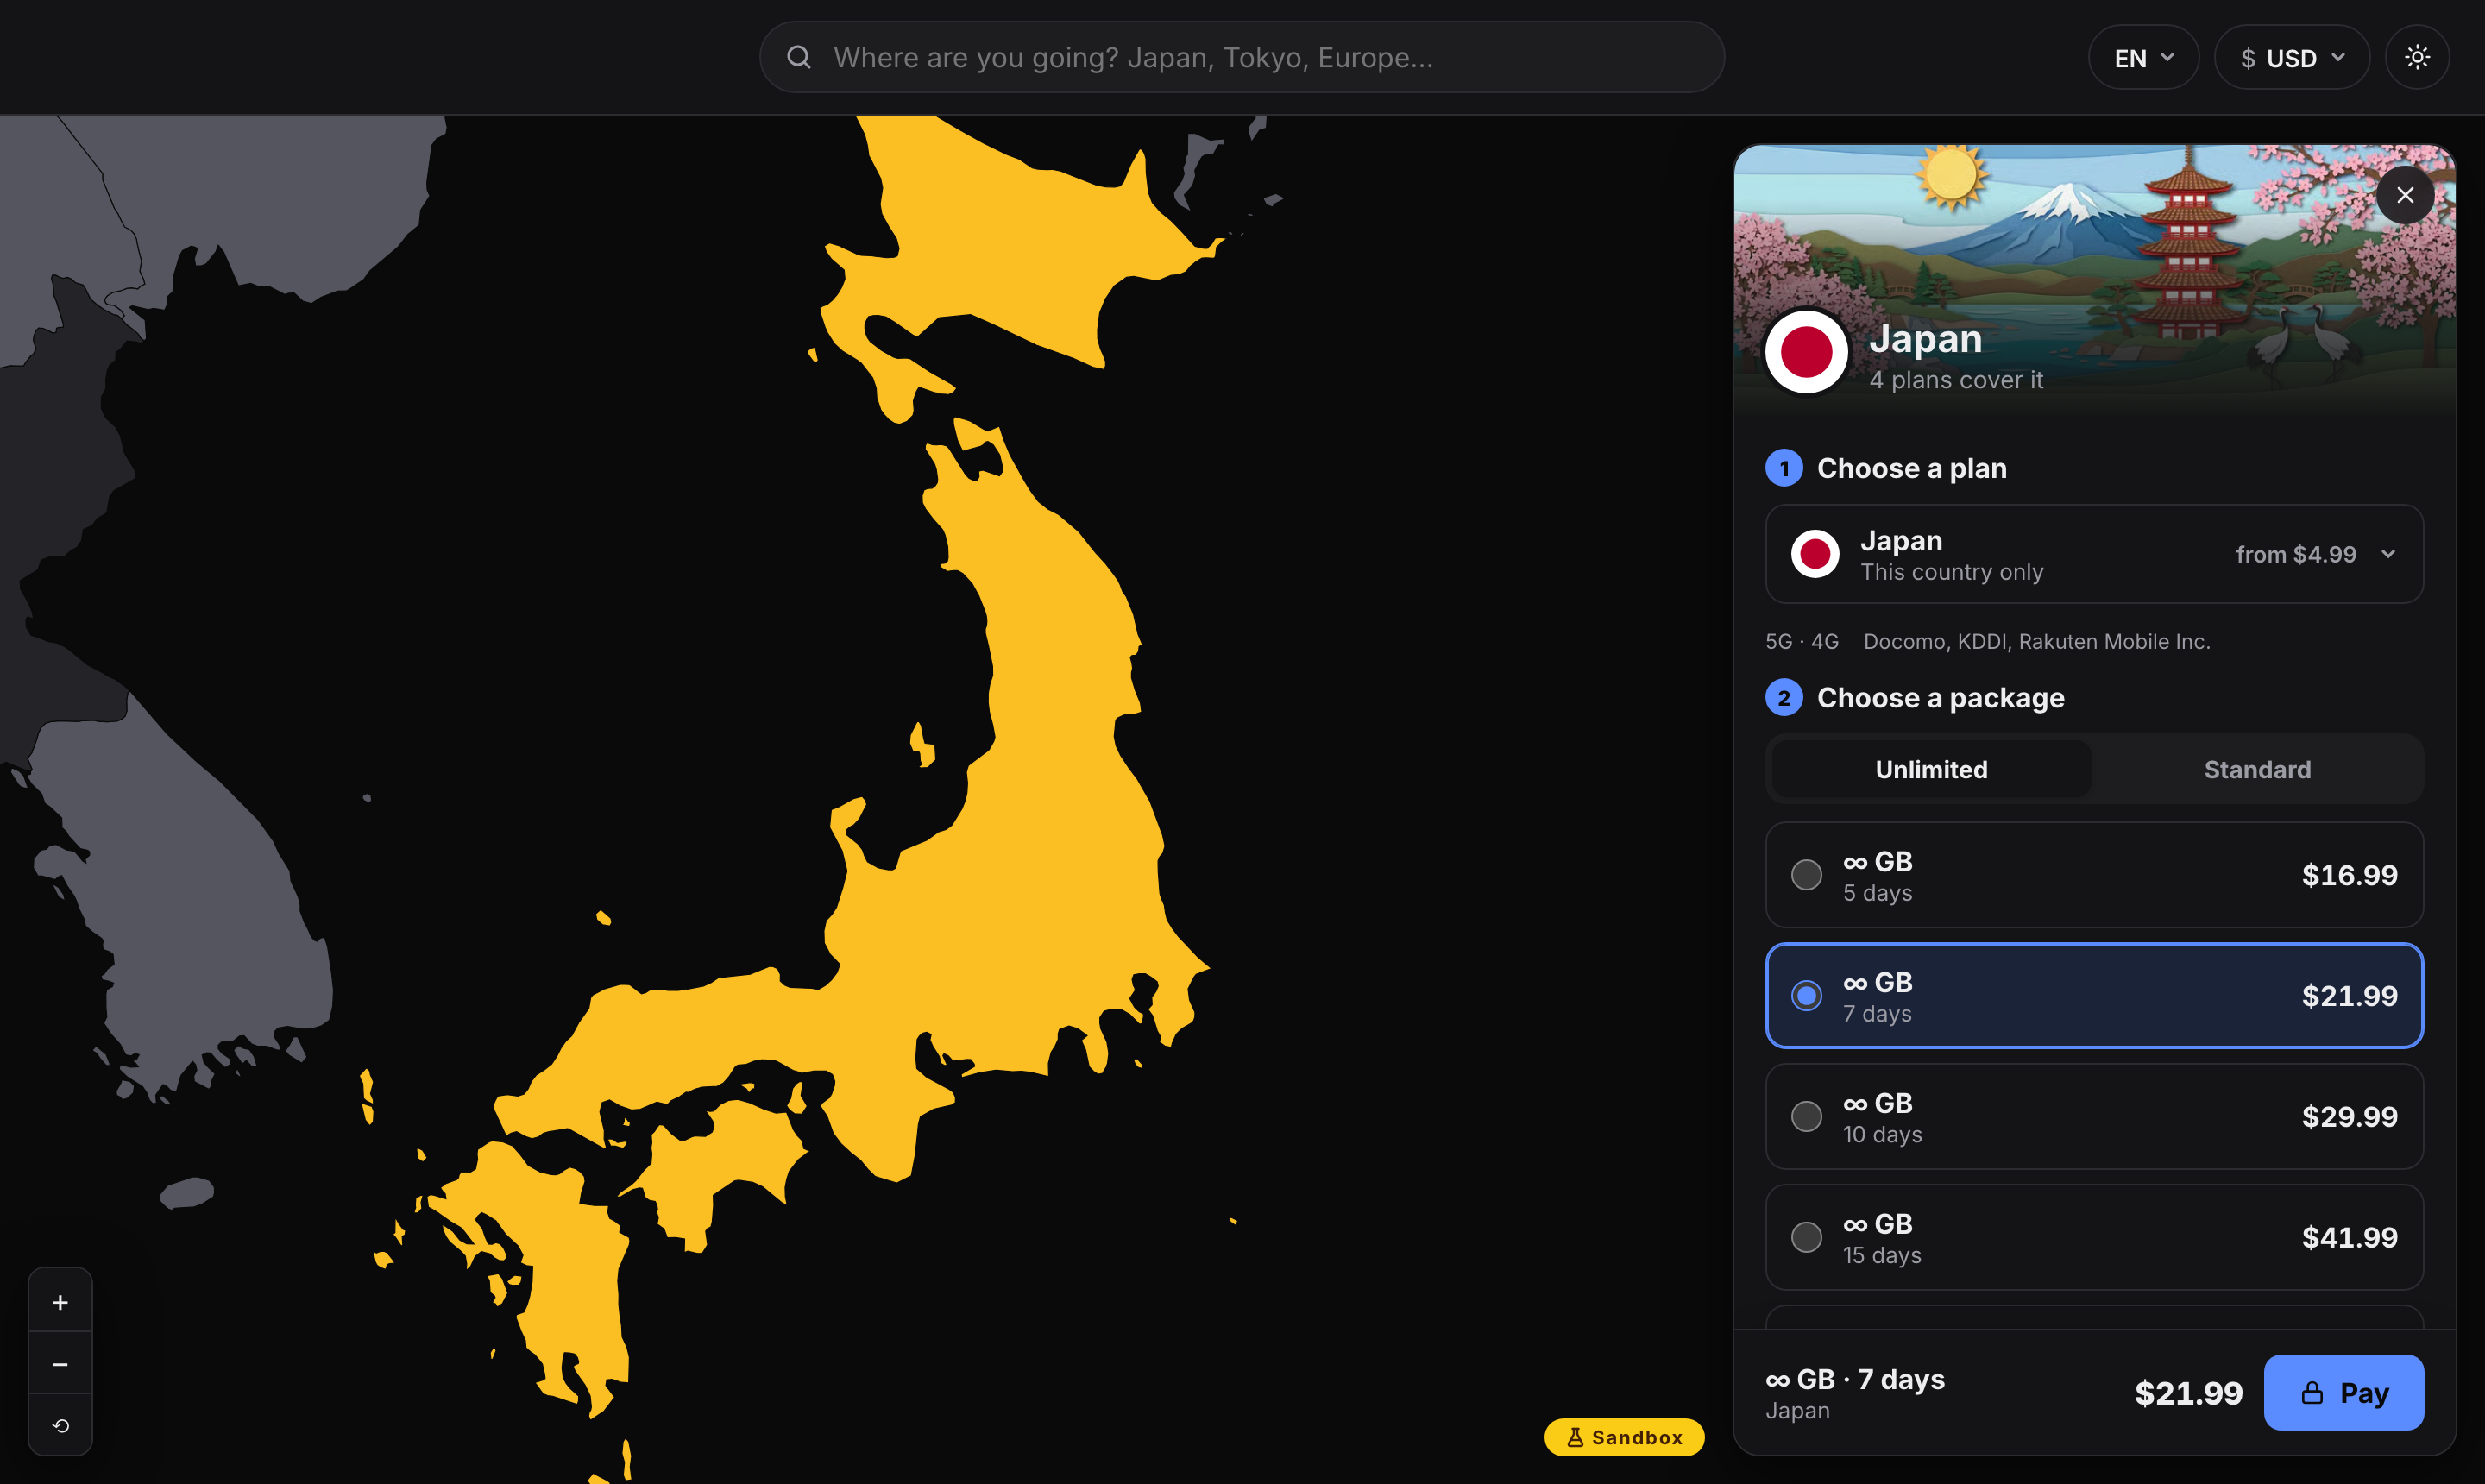 Where are you going? Japan, Tokyo, Europe...
EN
$ USD
Japan
4 plans cover it
1 Choose a plan
Japan
This country only
from $4.99
5G · 4G Docomo, KDDI, Rakuten Mobile Inc.
2 Choose a package
Unlimited
Standard
∞ GB
5 days
$16.99
∞ GB
7 days
$21.99
∞ GB
10 days
$29.99
∞ GB
15 days
$41.99
∞ GB · 7 days
Japan
$21.99
Pay
Sandbox